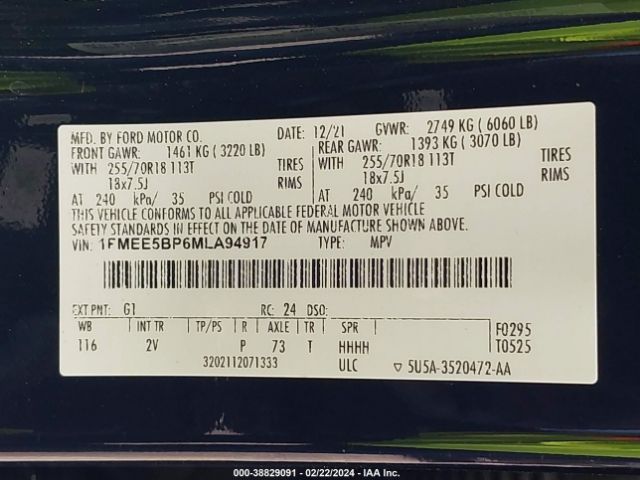 MFD. BY FORD MOTOR CO. DATE: 12/21 GVWR: 2749 KG ( 6060 LB)
FRONT GAWR: 1461 KG ( 3220 LB) REAR GAWR: 1393 KG ( 3070 LB)
WITH 255/70R18 113T TIRES WITH 255/70R18 113T TIRES
18x7.5J RIMS 18x7.5J RIMS
AT 240 kPa/ 35 PSI COLD AT 240 kPa/ 35 PSI COLD
THIS VEHICLE CONFORMS TO ALL APPLICABLE FEDERAL MOTOR VEHICLE
SAFETY STANDARDS IN EFFECT ON THE DATE OF MANUFACTURE SHOWN ABOVE.
VIN: 1FMEE5BP6MLA94917 TYPE: MPV
EXT PNT: G1 RC: 24 DSO:
WB | INT TR | TP/PS | R | AXLE | TR | SPR F0295
116 2V P 73 T HHHH T0525
3202112071333 ULC ▽ 5U5A-3520472-AA
000-38829091 - 02/22/2024 - IAA Inc.